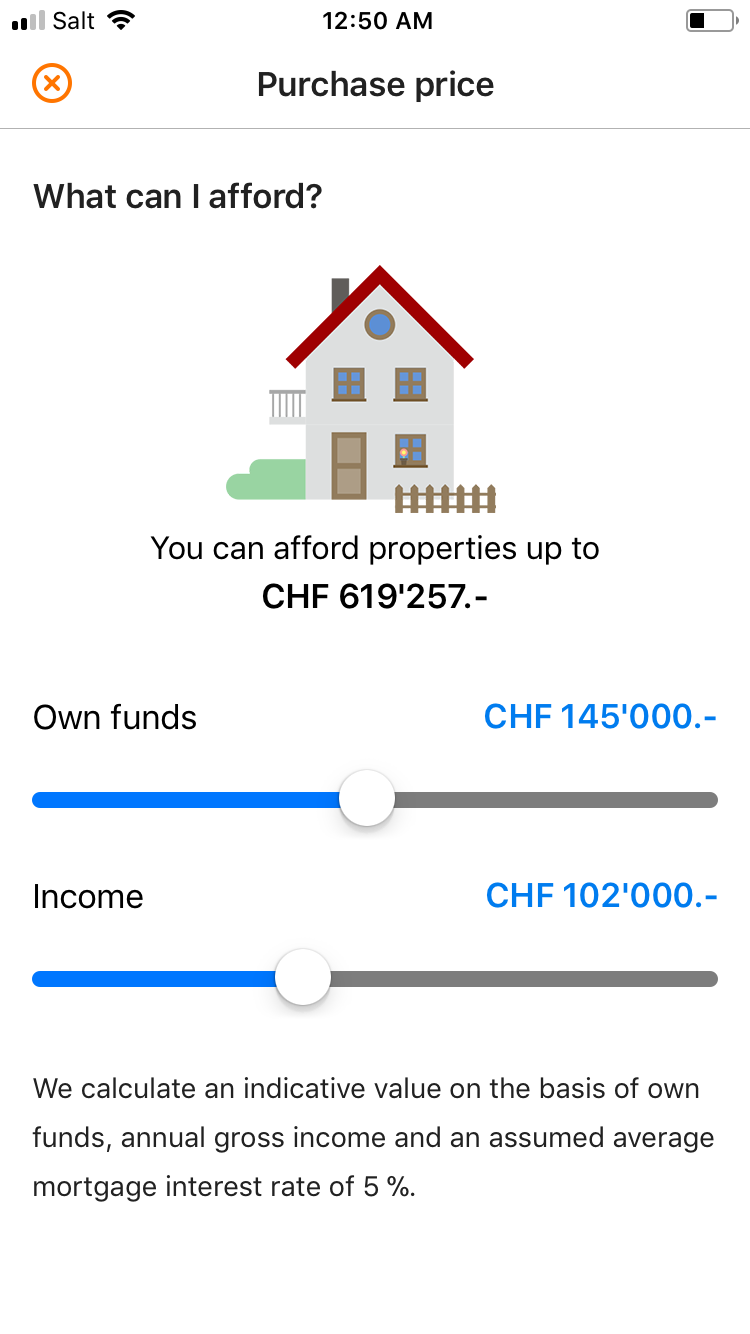 Salt 12:50 AM
Purchase price
What can I afford?
You can afford properties up to
CHF 619'257.-
Own funds CHF 145'000.-
Income CHF 102'000.-
We calculate an indicative value on the basis of own
funds, annual gross income and an assumed average
mortgage interest rate of 5 %.